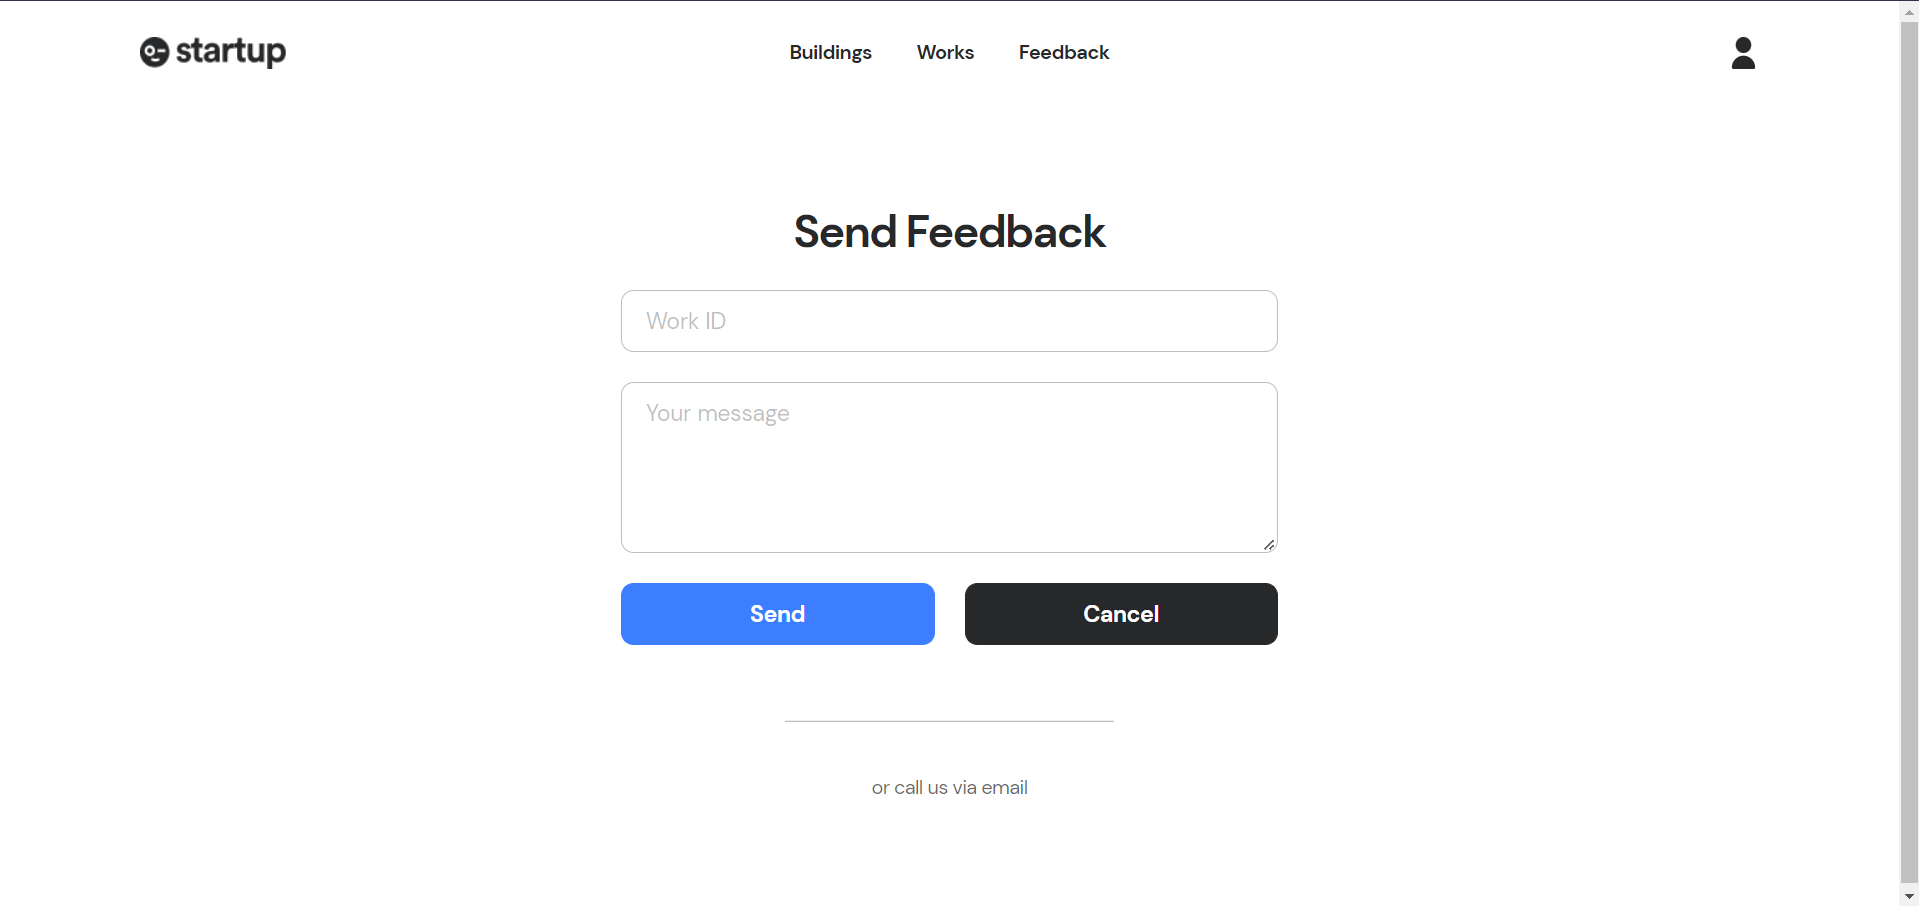 startup
Buildings Works Feedback
Send Feedback
Work ID
Your message
Send Cancel
or call us via email